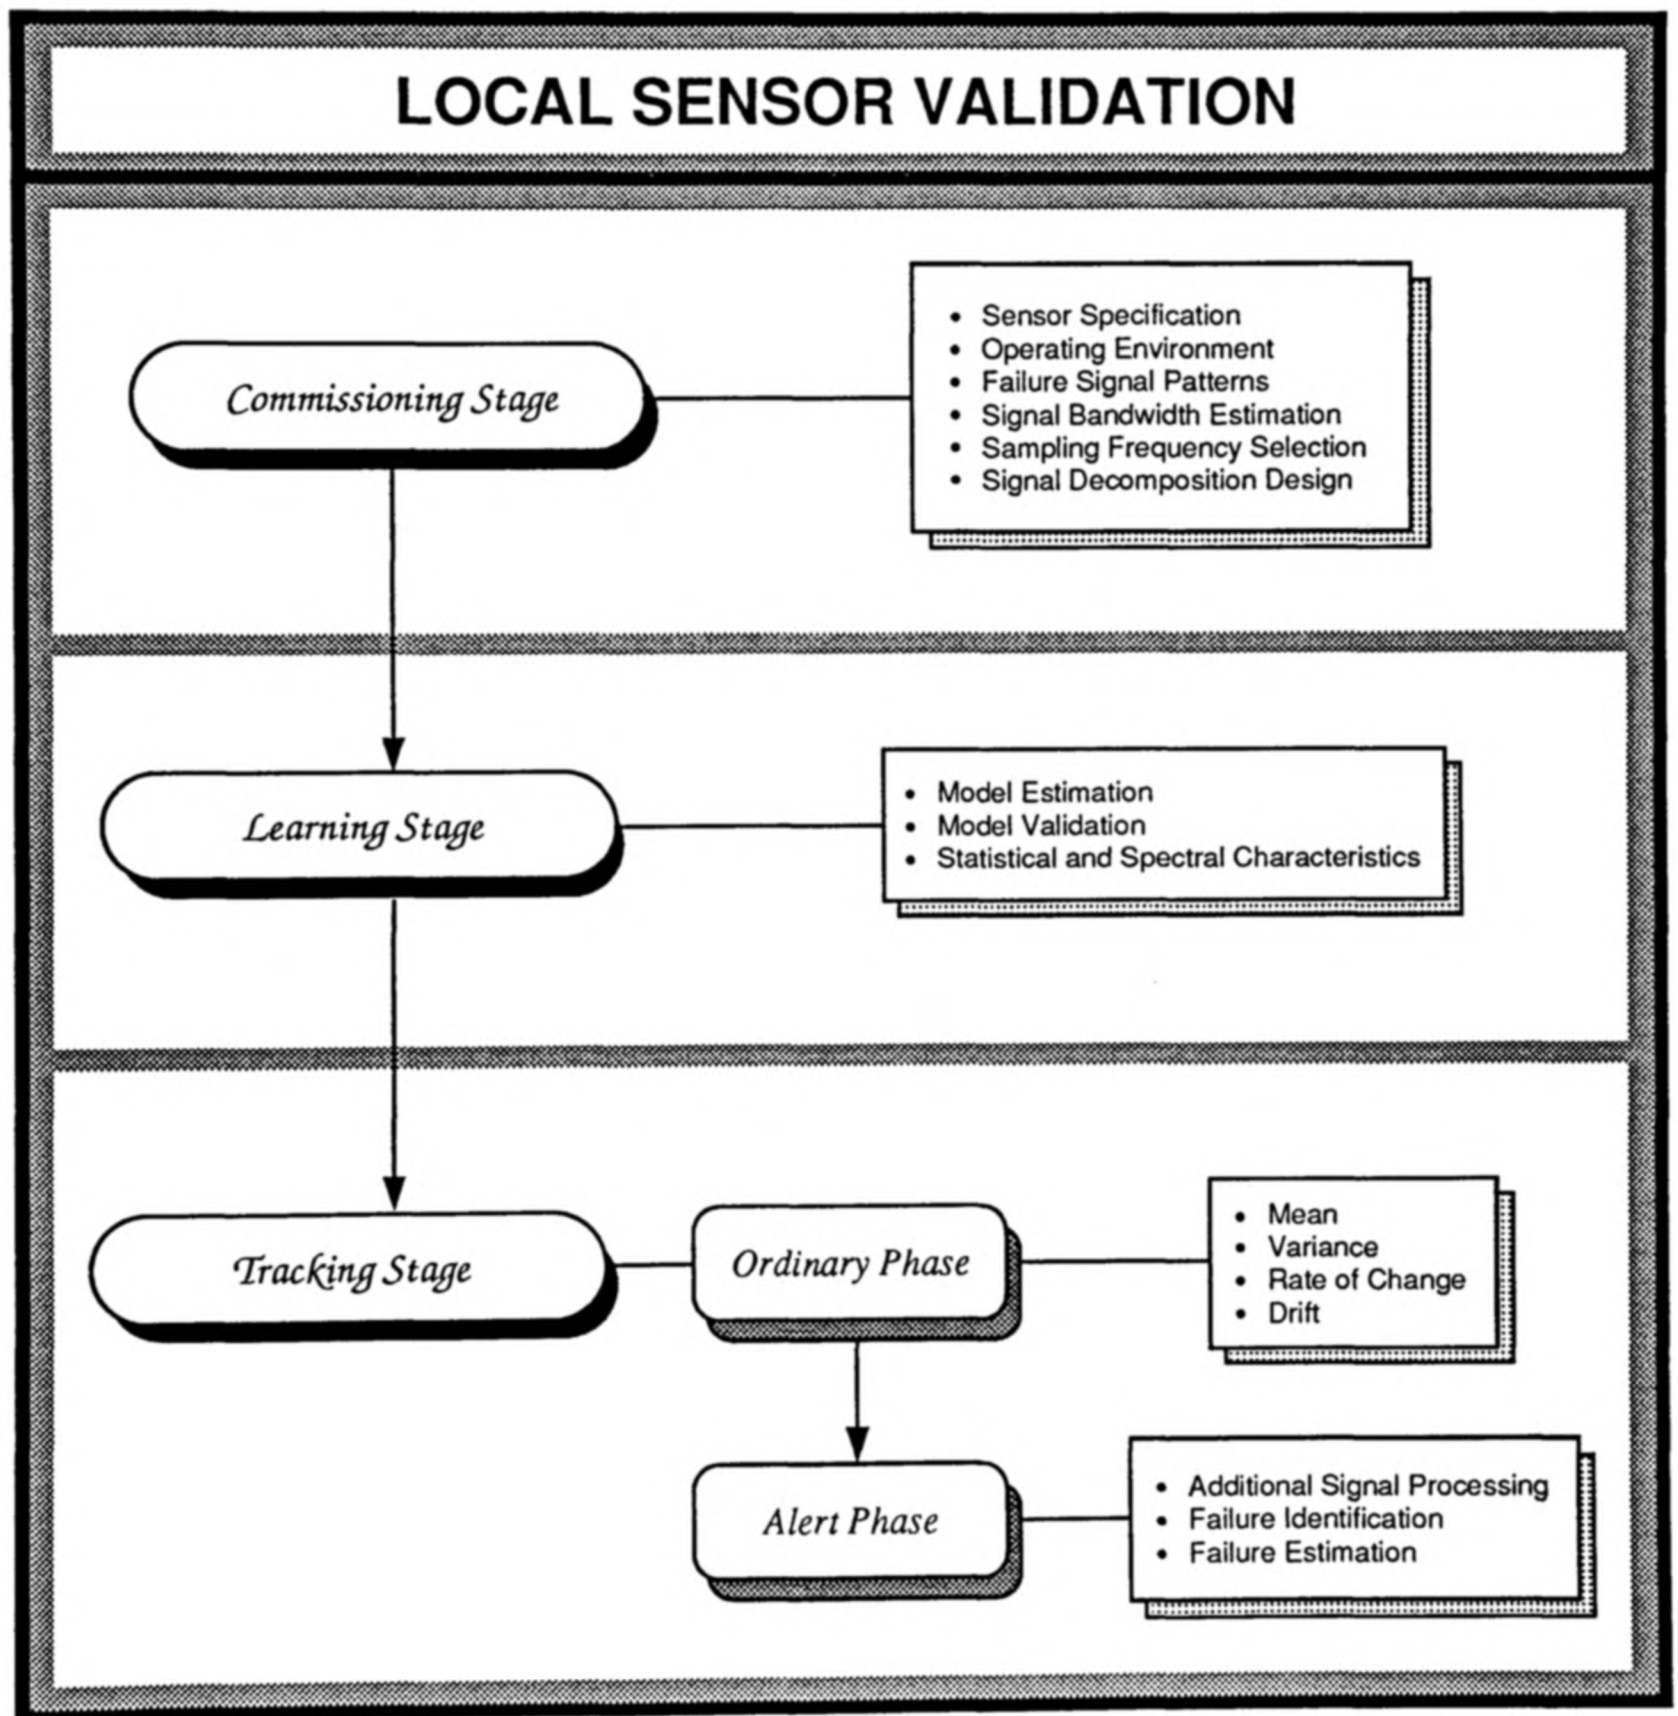 LOCAL SENSOR VALIDATION
Commissioning Stage
• Sensor Specification
• Operating Environment
• Failure Signal Patterns
• Signal Bandwidth Estimation
• Sampling Frequency Selection
• Signal Decomposition Design
Learning Stage
• Model Estimation
• Model Validation
• Statistical and Spectral Characteristics
Tracking Stage
Ordinary Phase
• Mean
• Variance
• Rate of Change
• Drift
Alert Phase
• Additional Signal Processing
• Failure Identification
• Failure Estimation